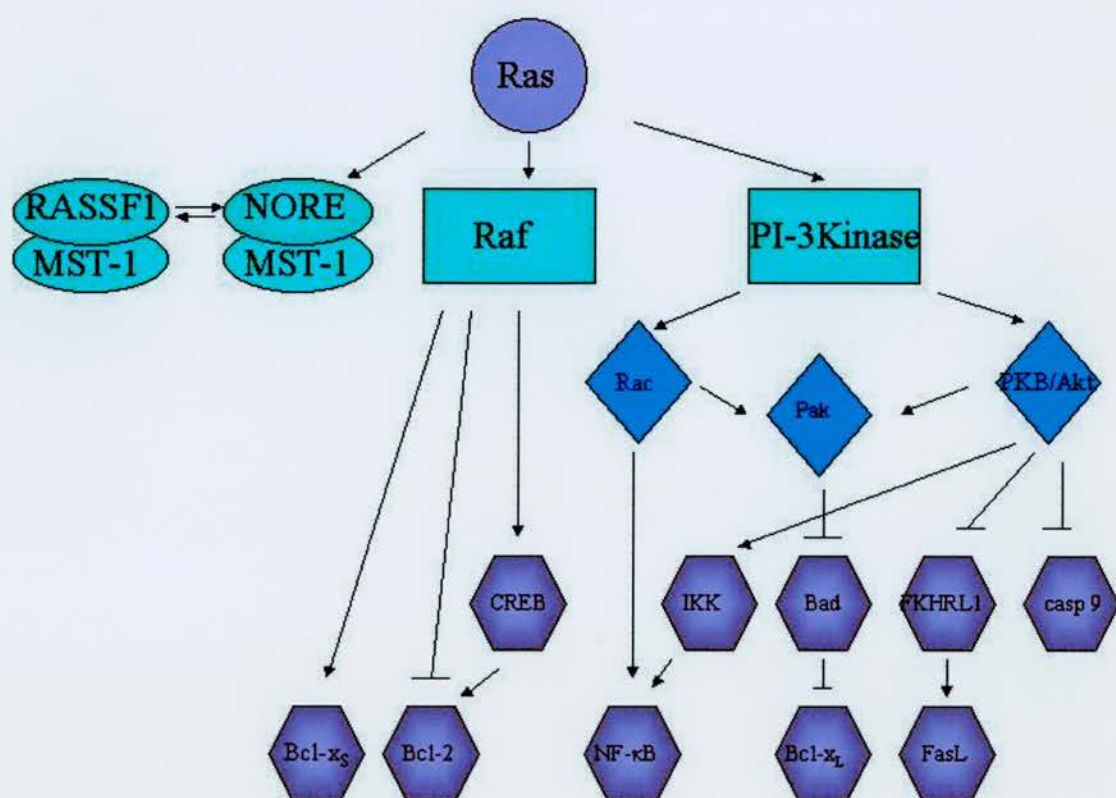 Ras
RASSF1
NORE
MST-1
MST-1
Raf
PI-3Kinase
Rac
Pak
PKB/Akt
CREB
IKK
Bad
FKHRL1
casp 9
Bcl-xS
Bcl-2
NF-κB
Bcl-xL
FasL